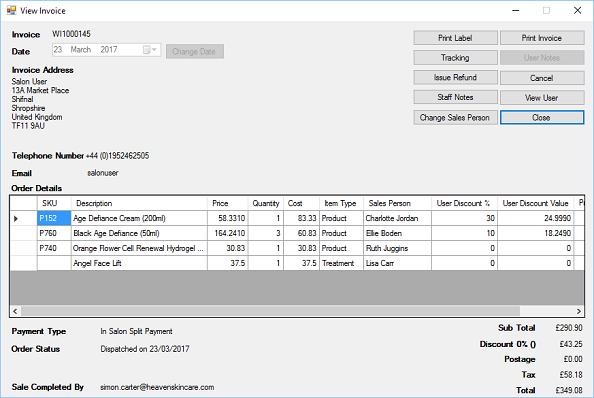 View Invoice
Invoice WI1000145
Date 23 March 2017 Change Date
Print Label Print Invoice
Tracking User Notes
Issue Refund Cancel
Staff Notes View User
Change Sales Person Close
Invoice Address
Salon User
13A Market Place
Shifnal
Shropshire
United Kingdom
TF11 9AU
Telephone Number +44 (0)1952462505
Email salonuser
Order Details
SKU Description Price Quantity Cost Item Type Sales Person User Discount % User Discount Value
P152 Age Defiance Cream (200ml) 58.3310 1 83.33 Product Charlotte Jordan 30 24.9990
P760 Black Age Defiance (50ml) 164.2410 3 60.83 Product Ellie Boden 10 18.2490
P740 Orange Flower Cell Renewal Hydrogel ... 30.83 1 30.83 Product Ruth Juggins 0 0
Angel Face Lift 37.5 1 37.5 Treatment Lisa Carr 0 0
Payment Type In Salon Split Payment
Order Status Dispatched on 23/03/2017
Sale Completed By simon.carter@heavenskincare.com
Sub Total £290.90
Discount 0% () £43.25
Postage £0.00
Tax £58.18
Total £349.08